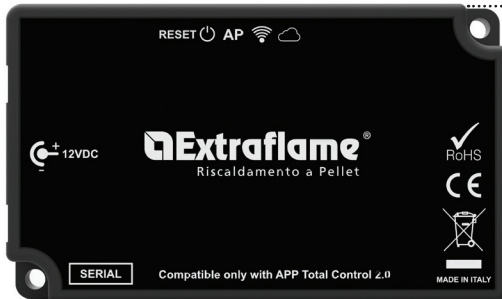 RESET AP
12VDC
Extraflame®
Riscaldamento a Pellet
RoHS
CE
SERIAL
Compatible only with APP Total Control 2.0
MADE IN ITALY